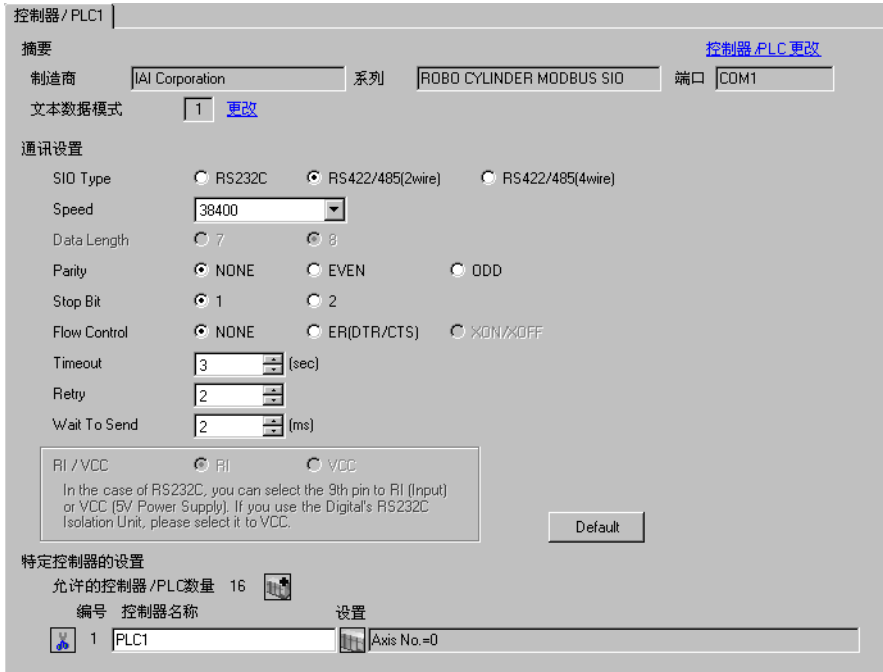 控制器/PLC1
摘要 控制器/PLC更改
制造商 IAI Corporation 系列 ROBO CYLINDER MODBUS SIO 端口 COM1
文本数据模式 1 更改
通讯设置
SIO Type RS232C RS422/485(2wire) RS422/485(4wire)
Speed 38400
Data Length 7 8
Parity NONE EVEN ODD
Stop Bit 1 2
Flow Control NONE ER(DTR/CTS) XON/XOFF
Timeout 3 (sec)
Retry 2
Wait To Send 2 (ms)
RI / VCC RI VCC
In the case of RS232C, you can select the 9th pin to RI (Input)
or VCC (5V Power Supply). If you use the Digital's RS232C
Isolation Unit, please select it to VCC.
Default
特定控制器的设置
允许的控制器/PLC数量 16
编号 控制器名称 设置
1 PLC1 Axis No.=0